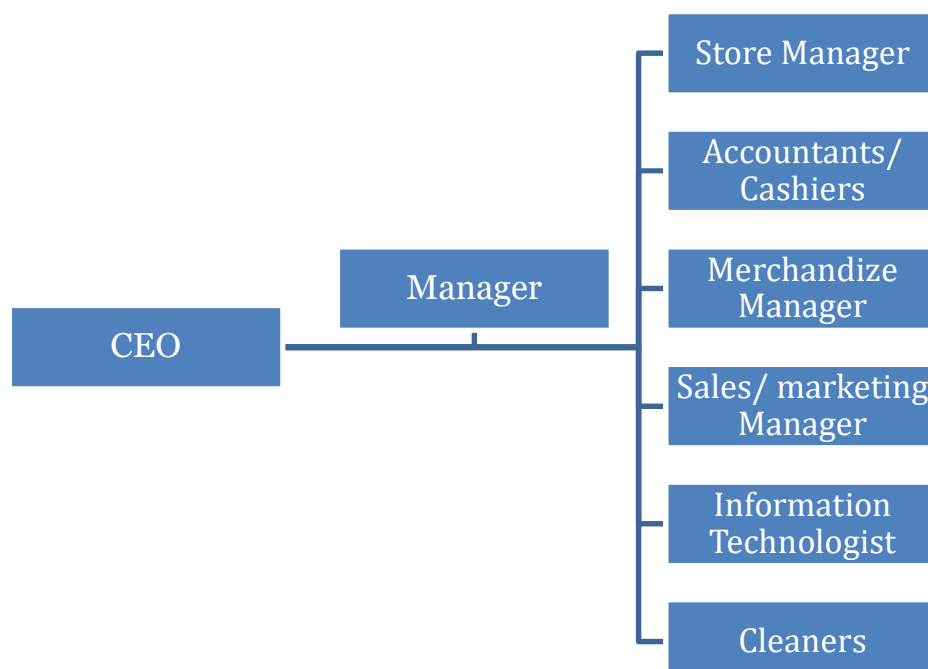 CEO
Manager
Store Manager
Accountants/
Cashiers
Merchandize
Manager
Sales/ marketing
Manager
Information
Technologist
Cleaners